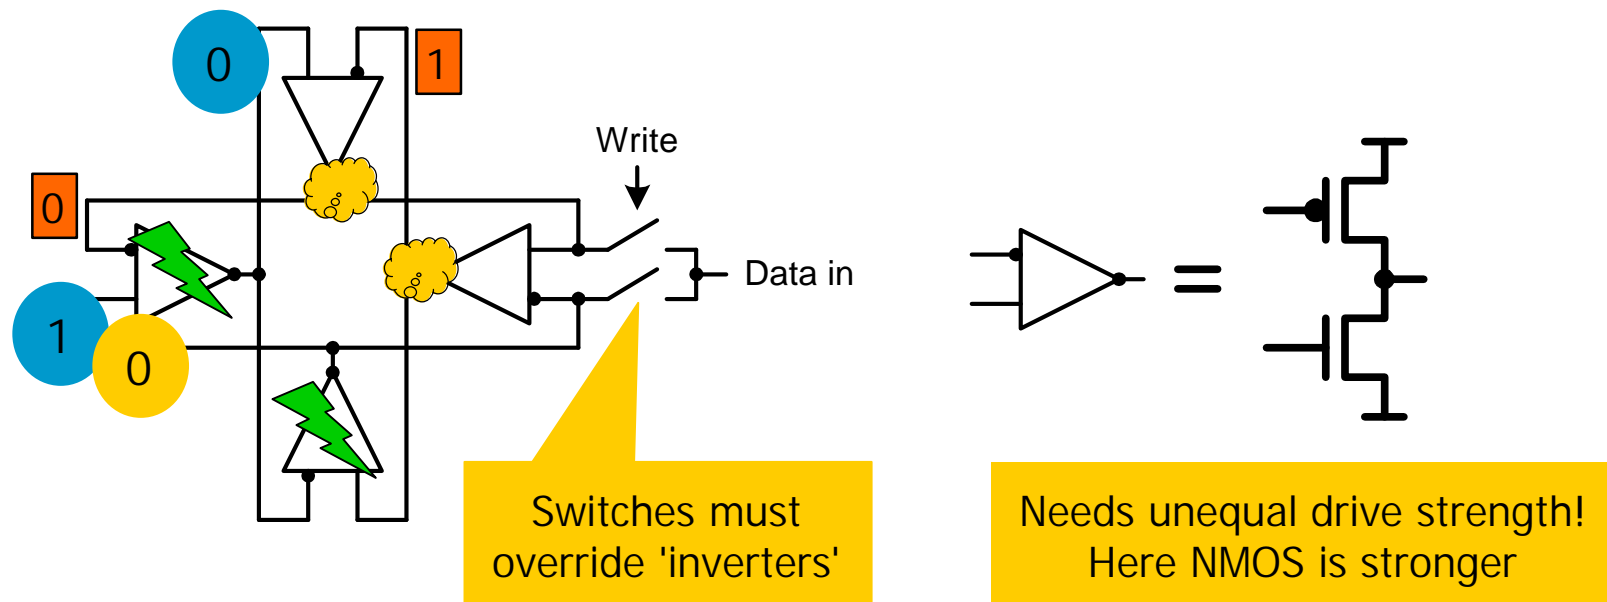 0
1
Write
0
Data in
1
0
=
Switches must
override 'inverters'
Needs unequal drive strength!
Here NMOS is stronger